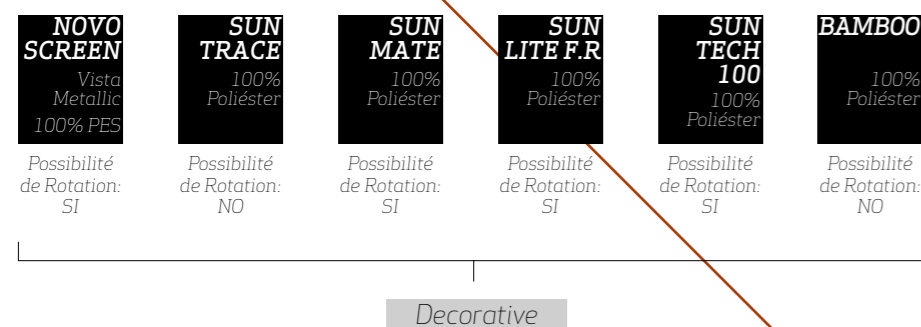 NOVO
SCREEN
Vista
Metallic
100% PES
Possibilité
de Rotation:
SI
SUN
TRACE
100%
Poliéster
Possibilité
de Rotation:
NO
SUN
MATE
100%
Poliéster
Possibilité
de Rotation:
SI
SUN
LITE F.R
100%
Poliéster
Possibilité
de Rotation:
SI
SUN
TECH
100
100%
Poliéster
Possibilité
de Rotation:
SI
BAMBOO
100%
Poliéster
Possibilité
de Rotation:
NO
Decorative